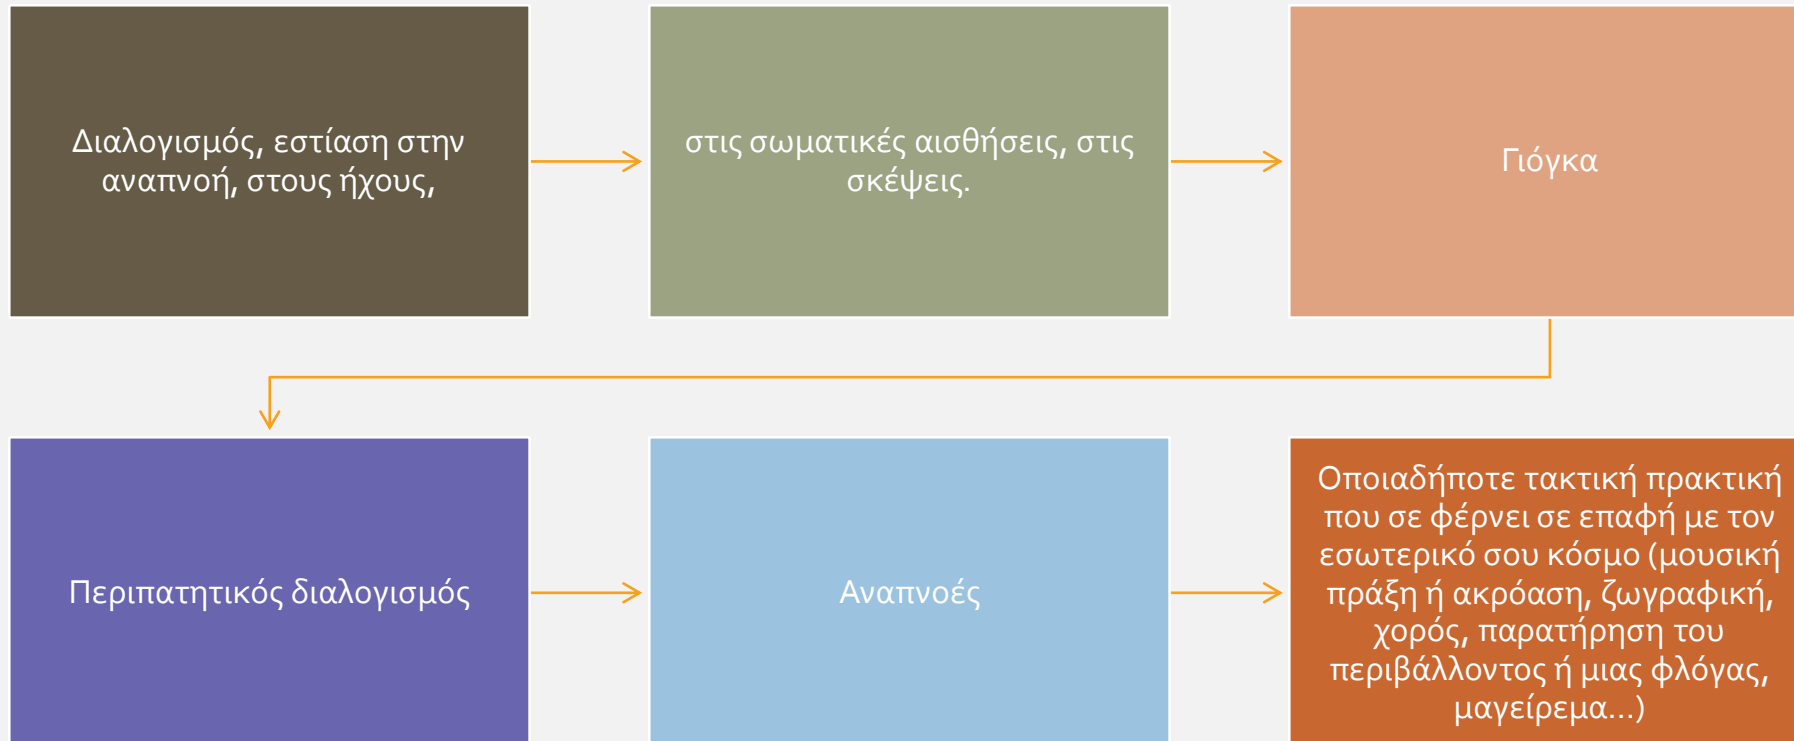 Διαλογισμός, εστίαση στην
αναπνοή, στους ήχους,
στις σωματικές αισθήσεις, στις
σκέψεις.
Γιόγκα
Περιπατητικός διαλογισμός
Αναπνοές
Οποιαδήποτε τακτική πρακτική
που σε φέρνει σε επαφή με τον
εσωτερικό σου κόσμο (μουσική
πράξη ή ακρόαση, ζωγραφική,
χορός, παρατήρηση του
περιβάλλοντος ή μιας φλόγας,
μαγείρεμα...)